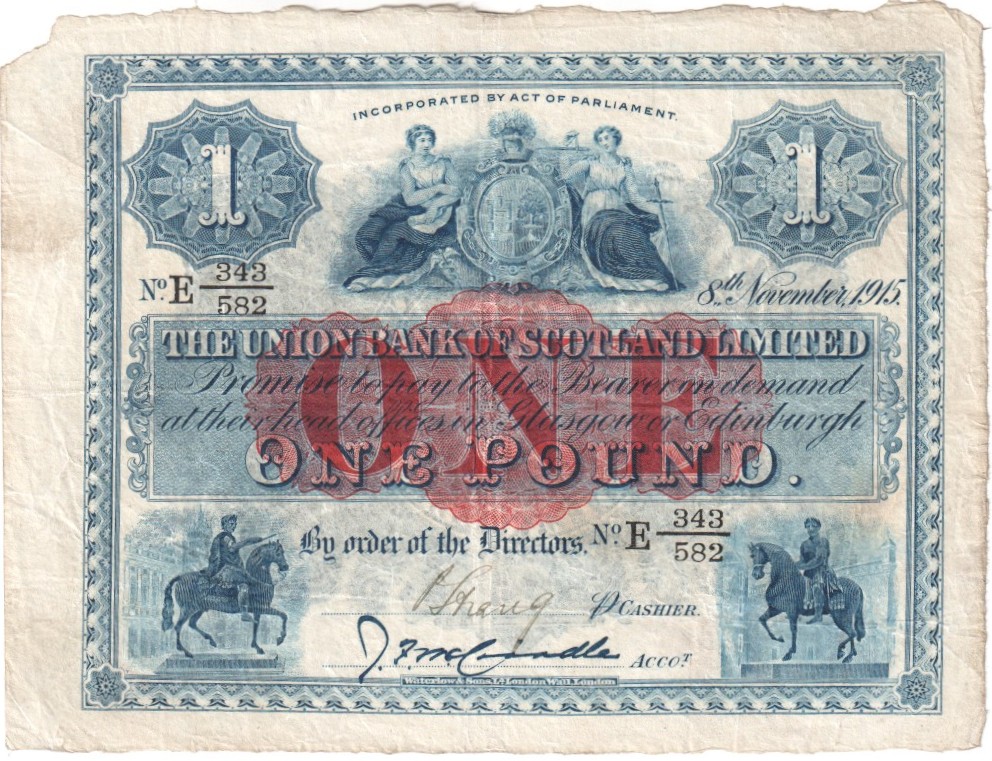 INCORPORATED BY ACT OF PARLIAMENT.
1 1
No. E 343/582
8th November, 1915.
THE UNION BANK OF SCOTLAND LIMITED
Promise to pay to the Bearer on demand
at their head offices in Glasgow or Edinburgh
ONE
ONE POUND.
By order of the Directors. No. E 343/582
P CASHIER.
J. F. McCrindle ACCOT
Waterlow & Sons Ld London Wall, London